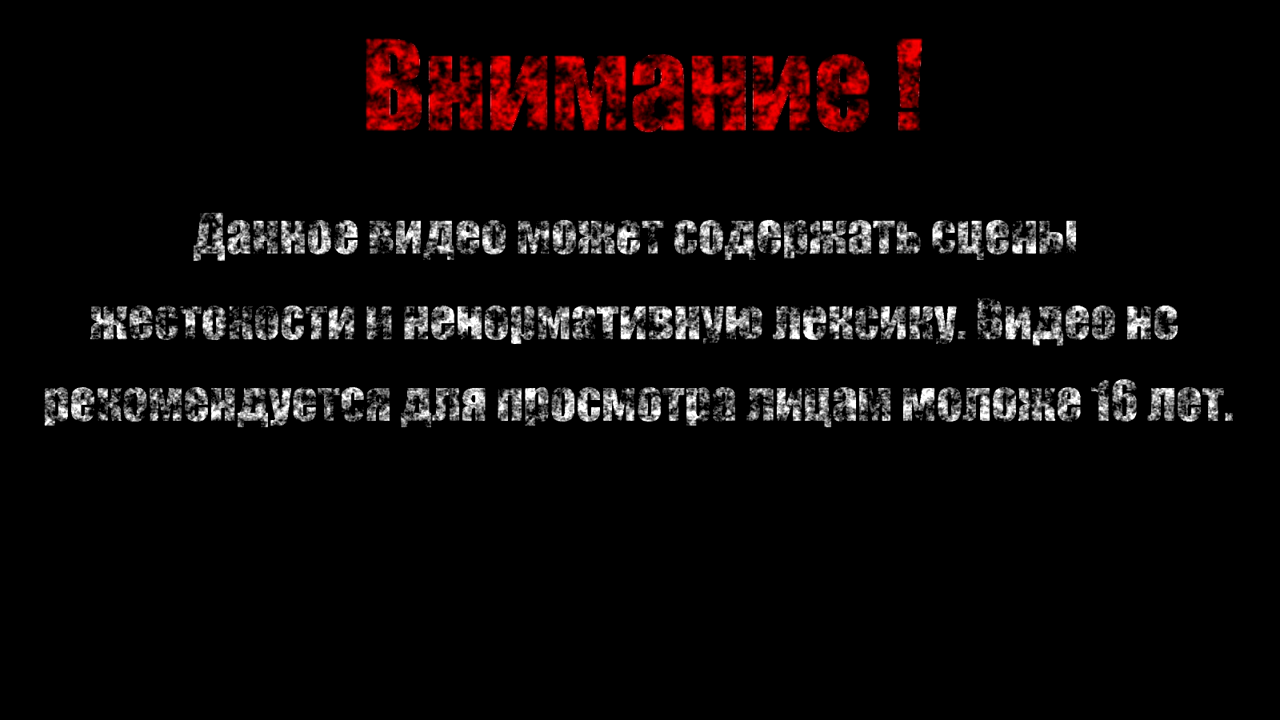 Внимание !
Данное видео может содержать сцены
жестокости и ненормативную лексику. Видео не
рекомендуется для просмотра лицам моложе 16 лет.